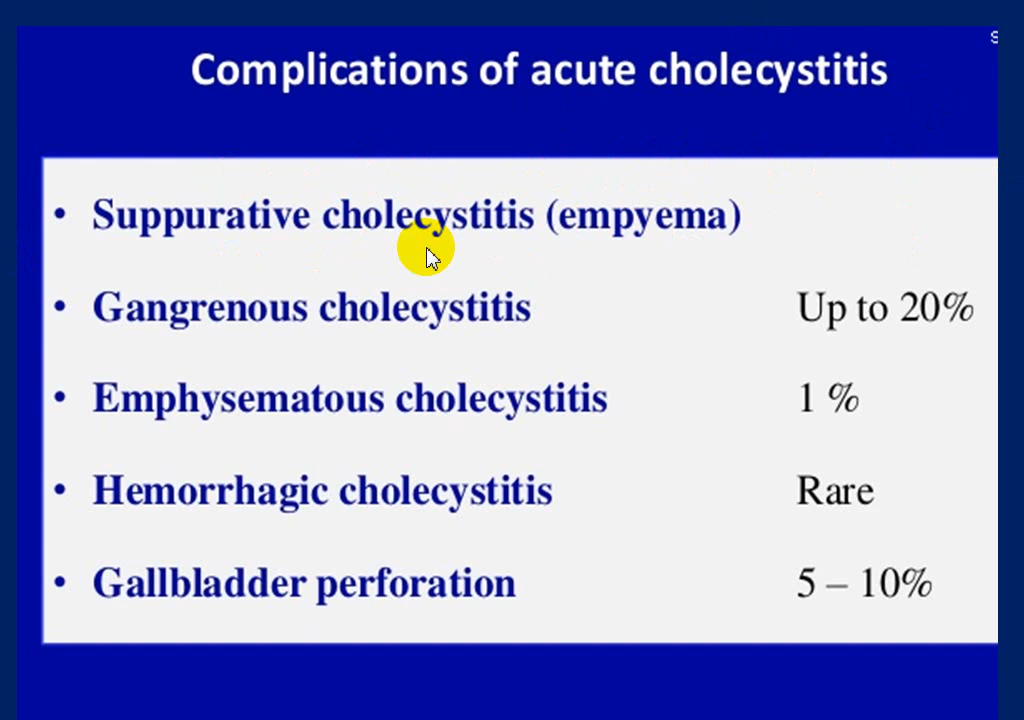 Complications of acute cholecystitis
• Suppurative cholecystitis (empyema)
• Gangrenous cholecystitis Up to 20%
• Emphysematous cholecystitis 1 %
• Hemorrhagic cholecystitis Rare
• Gallbladder perforation 5 – 10%